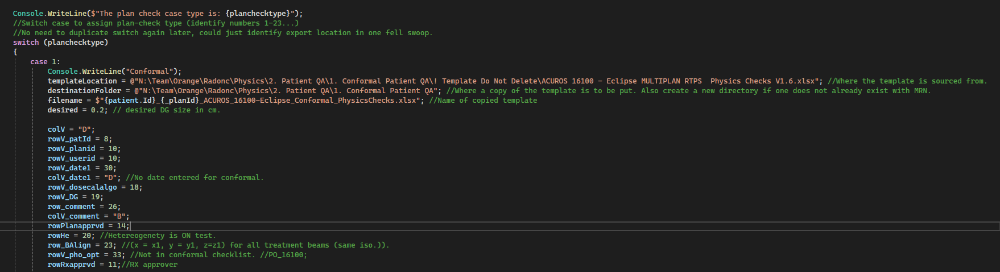 Console.WriteLine($"The plan check case type is: {planchecktype}");
//Switch case to assign plan-check type (identify numbers 1-23...)
//No need to duplicate switch again later, could just identify export location in one fell swoop.
switch (planchecktype)
{
case 1:
Console.WriteLine("Conformal");
templateLocation = @"N:\Team\Orange\Radonc\Physics\2. Patient QA\1. Conformal Patient QA\! Template Do Not Delete\ACUROS 16100 - Eclipse MULTIPLAN RTPS  Physics Checks V1.6.xlsx"; //Where the template is sourced from.
destinationFolder = @"N:\Team\Orange\Radonc\Physics\2. Patient QA\1. Conformal Patient QA"; //Where a copy of the template is to be put. Also create a new directory if one does not already exist with MRN.
filename = $"{patient.Id}_{_planId}_ACUROS_16100-Eclipse_Conformal_PhysicsChecks.xlsx"; //Name of copied template
desired = 0.2; // desired DG size in cm.
colV = "D";
rowV_patId = 8;
rowV_planid = 10;
rowV_userid = 10;
rowV_date1 = 30;
colV_date1 = "D"; //No date entered for conformal.
rowV_dosecalalgo = 18;
rowV_DG = 19;
row_comment = 26;
colV_comment = "B";
rowPlanapprvd = 14;
rowHe = 20; //Hetereogenety is ON test.
row_BAlign = 23; //(x = x1, y = y1, z=z1) for all treatment beams (same iso.)).
rowV_pho_opt = 33; //Not in conformal checklist. //PO_16100;
rowRxapprvd = 11;//RX approver